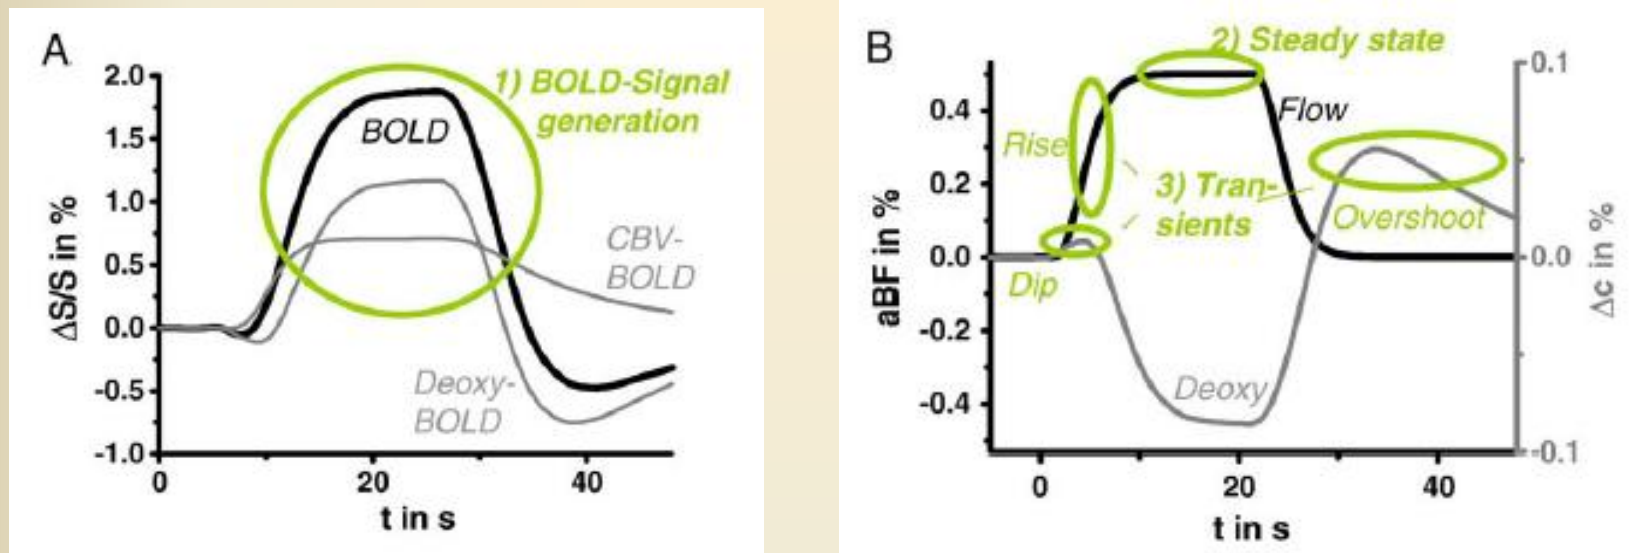 A
1) BOLD-Signal
generation
BOLD
CBV-
BOLD
Deoxy-
BOLD
ΔS/S in %
2.0
1.5
1.0
0.5
0.0
-0.5
-1.0
0
20
40
t in s
B
2) Steady state
Flow
Rise
3) Tran-
sients
Overshoot
Dip
Deoxy
aBF in %
0.4
0.2
0.0
-0.2
-0.4
0.1
0.0
-0.1
Δc in %
0
20
40
t in s